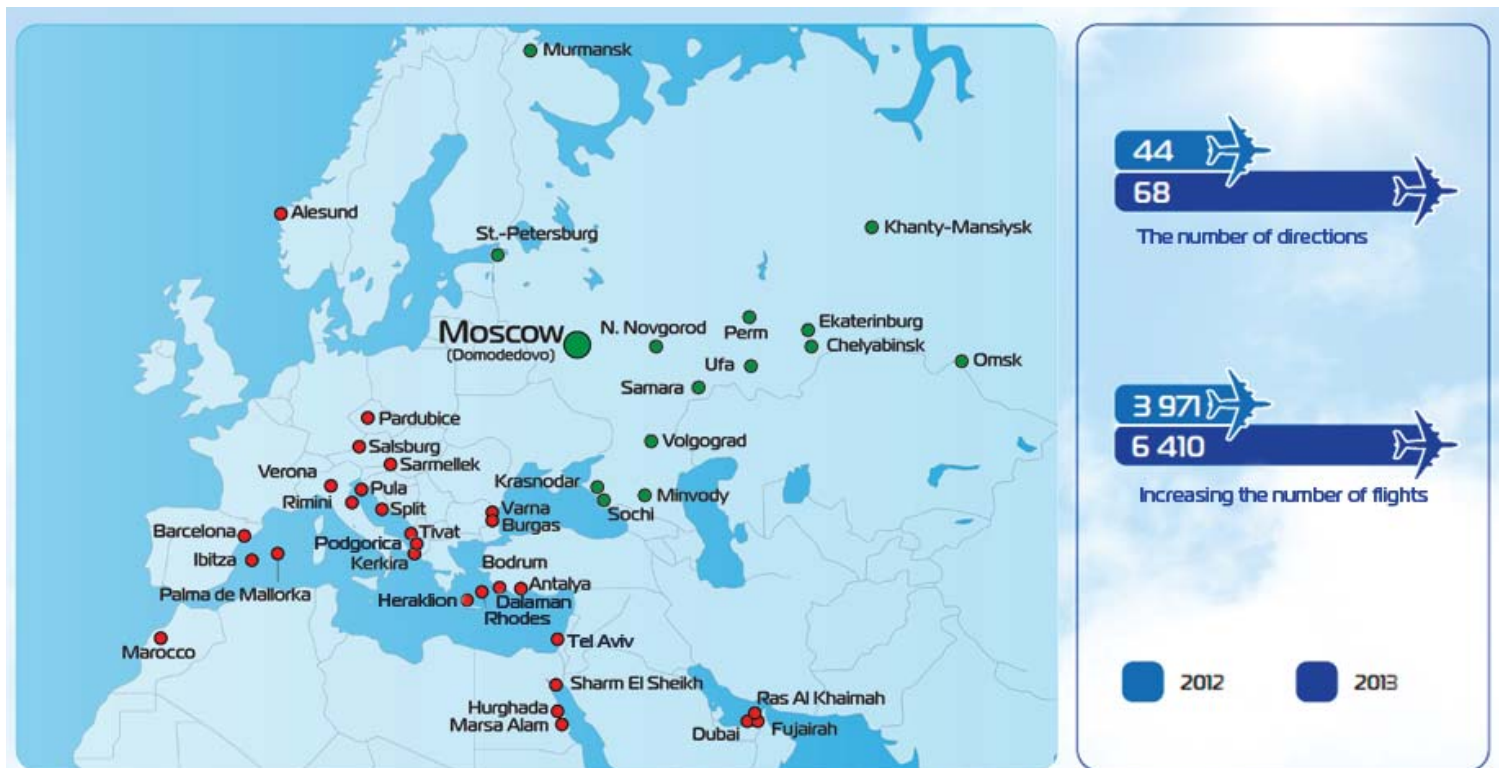 Murmansk
Alesund
St.-Petersburg
Khanty-Mansiysk
Moscow
(Domodedovo)
N. Novgorod
Perm
Ekaterinburg
Chelyabinsk
Ufa
Omsk
Samara
Pardubice
Volgograd
Salsburg
Sarmellek
Verona
Pula
Rimini
Split
Krasnodar
Minvody
Sochi
Varna
Burgas
Barcelona
Tivat
Podgorica
Kerkira
Ibitza
Palma de Mallorka
Bodrum
Antalya
Heraklion
Dalaman
Rhodes
Marocco
Tel Aviv
Sharm El Sheikh
Hurghada
Marsa Alam
Ras Al Khaimah
Dubai
Fujairah
44
68
The number of directions
3 971
6 410
Increasing the number of flights
2012
2013